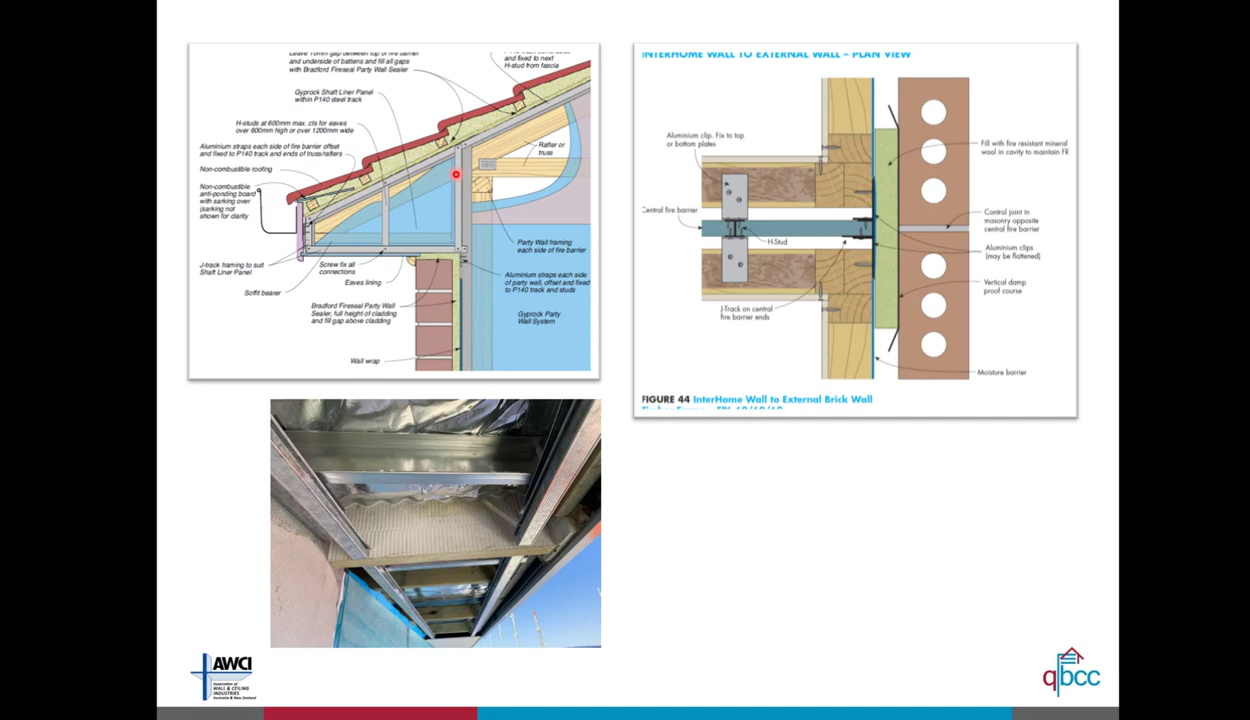 Leave 10mm gap between top of fire barrier
and underside of battens and fill all gaps
with Bradford Fireseal Party Wall Sealer
and fixed to next
H-stud from fascia
Gyprock Shaft Liner Panel
within P140 steel track
H-studs at 600mm max. cts for eaves
over 600mm high or over 1200mm wide
Aluminium straps each side of fire barrier offset
and fixed to P140 track and ends of truss/rafters
Non-combustible roofing
Non-combustible
anti-ponding board
with sarking over
(sarking not
shown for clarity
Rafter or
truss
J-track framing to suit
Shaft Liner Panel
Soffit bearer
Screw fix all
connections
Eaves lining
Bradford Fireseal Party Wall
Sealer, full height of cladding
and fill gap above cladding
Wall wrap
Party Wall framing
each side of fire barrier
Aluminium straps each side
of party wall, offset and fixed
to P140 track and studs
Gyprock Party
Wall System
INTERHOME WALL TO EXTERNAL WALL – PLAN VIEW
Aluminium clip. Fix to top
or bottom plates
Central fire barrier
H-Stud
J-Track on central
fire barrier ends
Fill with fire resistant mineral
wool in cavity to maintain FR
Control joint in
masonry opposite
central fire barrier
Aluminium clips
(may be flattened)
Vertical damp
proof course
Moisture barrier
FIGURE 44 InterHome Wall to External Brick Wall
AWCI
Association of
WALL & CEILING
INDUSTRIES
Australia & New Zealand
qbcc